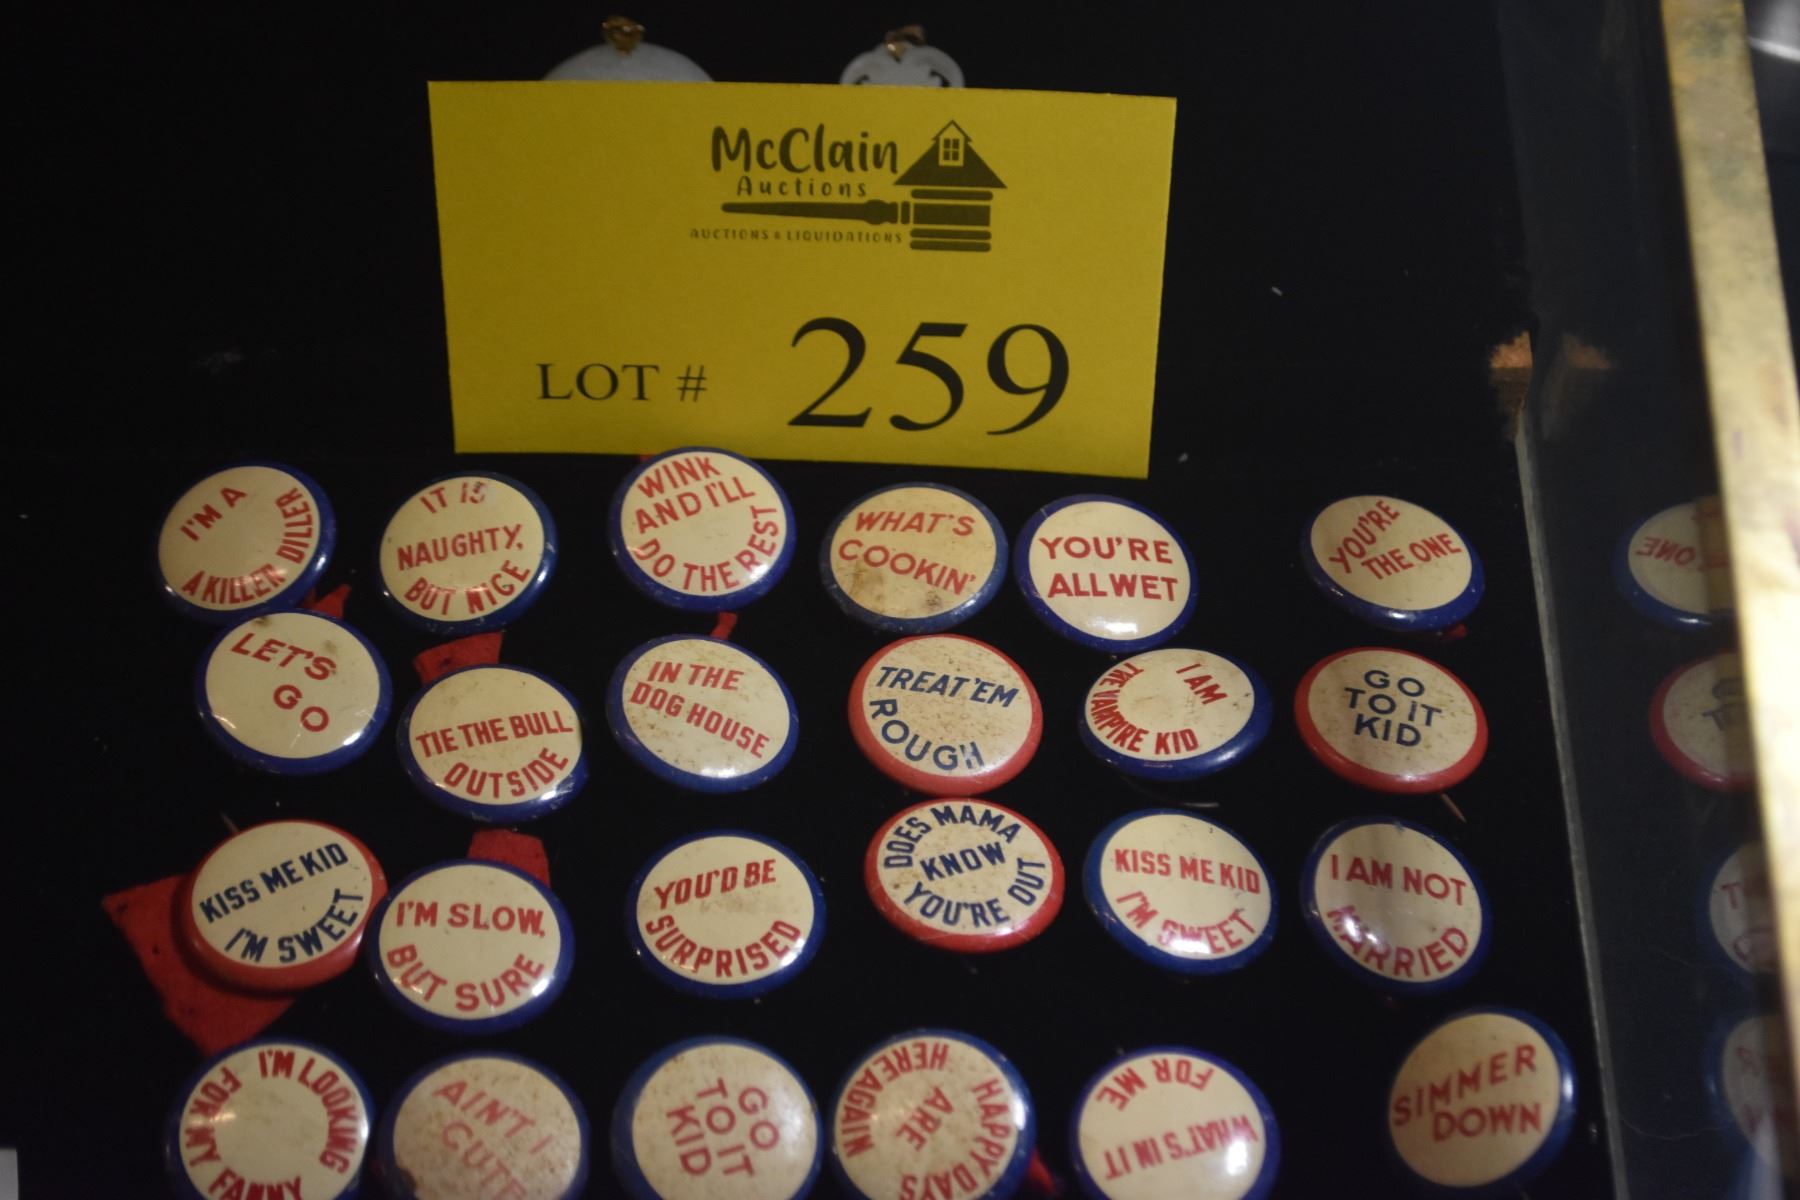 McClain
Auctions
AUCTIONS & LIQUIDATIONS
LOT # 259
I'M A
A KILLER DILLER
IT IS
NAUGHTY,
BUT NICE
WINK
AND I'LL
DO THE REST
WHAT'S
COOKIN'
YOU'RE
ALL WET
YOU'RE
THE ONE
LET'S
GO
TIE THE BULL
OUTSIDE
IN THE
DOG HOUSE
TREAT 'EM
ROUGH
I AM
THE VAMPIRE KID
GO
TO IT
KID
KISS ME KID
I'M SWEET
I'M SLOW,
BUT SURE
YOU'D BE
SURPRISED
DOES MAMA
KNOW
YOU'RE OUT
KISS ME KID
I'M SWEET
I AM NOT
MARRIED
I'M LOOKING
FOR MY FANNY
AIN'T I
CUTE
GO
TO IT
KID
HAPPY DAYS
ARE
HERE AGAIN
WHAT'S IN IT
FOR ME
SIMMER
DOWN